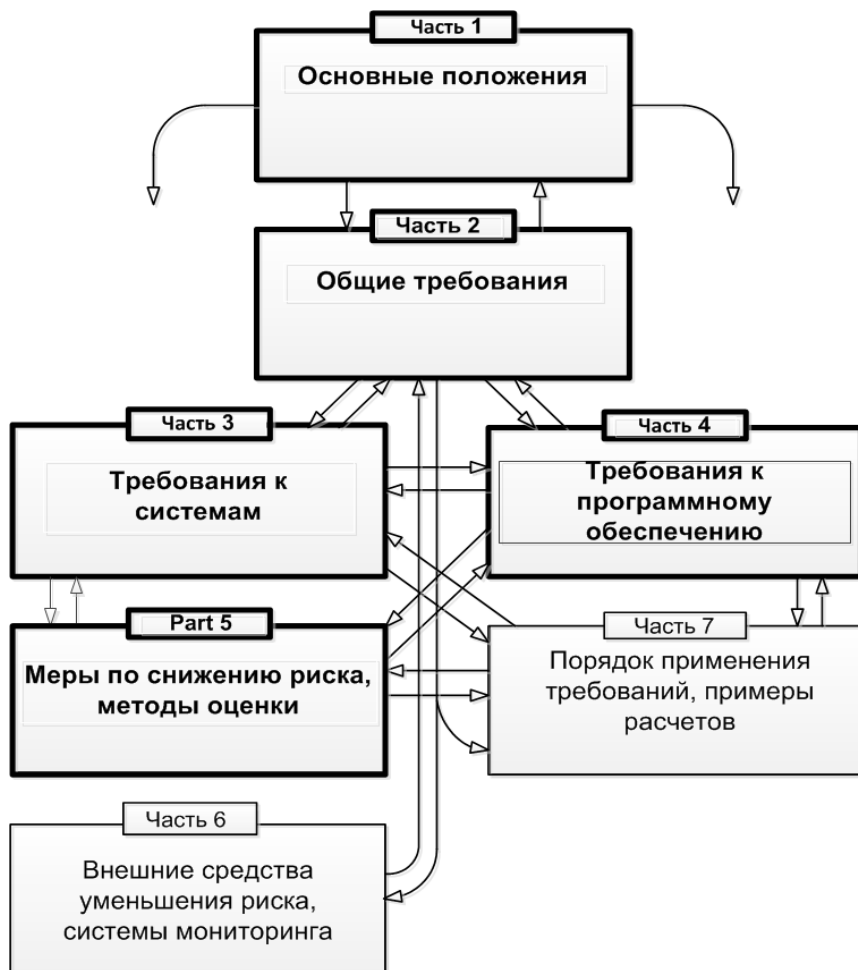 Часть 1
Основные положения
Часть 2
Общие требования
Часть 3
Требования к
системам
Часть 4
Требования к
программному
обеспечению
Part 5
Меры по снижению риска,
методы оценки
Часть 7
Порядок применения
требований, примеры
расчетов
Часть 6
Внешние средства
уменьшения риска,
системы мониторинга